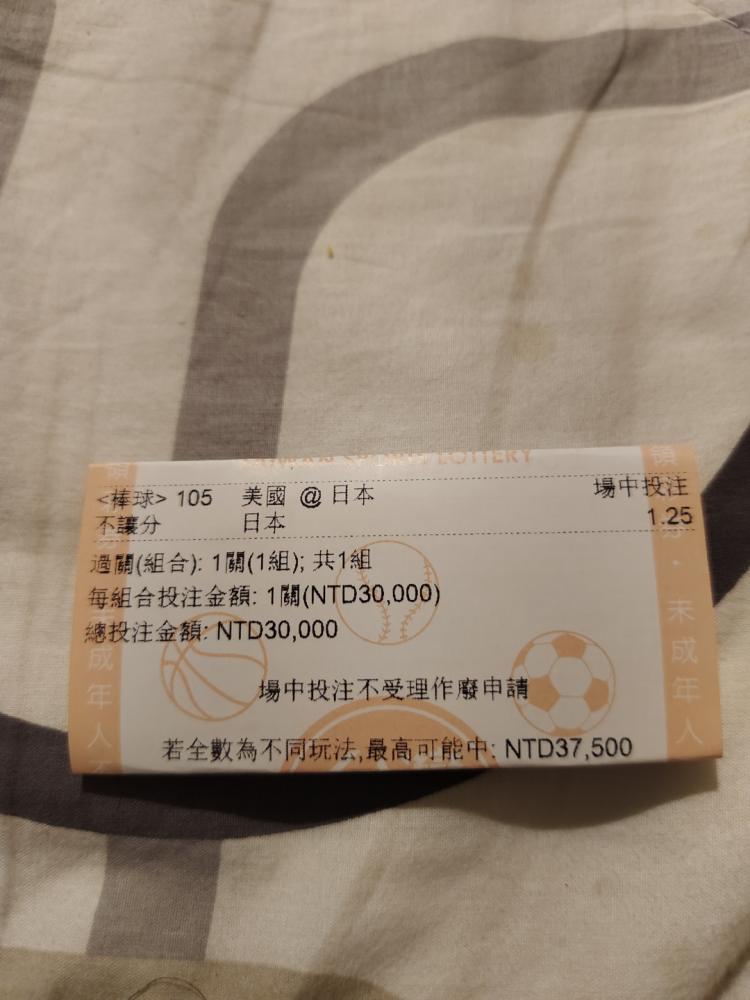 LOTTERY
<棒球> 105 美國 @ 日本 場中投注
不讓分 日本 1.25
過關(組合): 1關(1組); 共1組
每組合投注金額: 1關(NTD30,000)
總投注金額: NTD30,000
場中投注不受理作廢申請
若全數為不同玩法,最高可能中: NTD37,500
成年人
未成年人